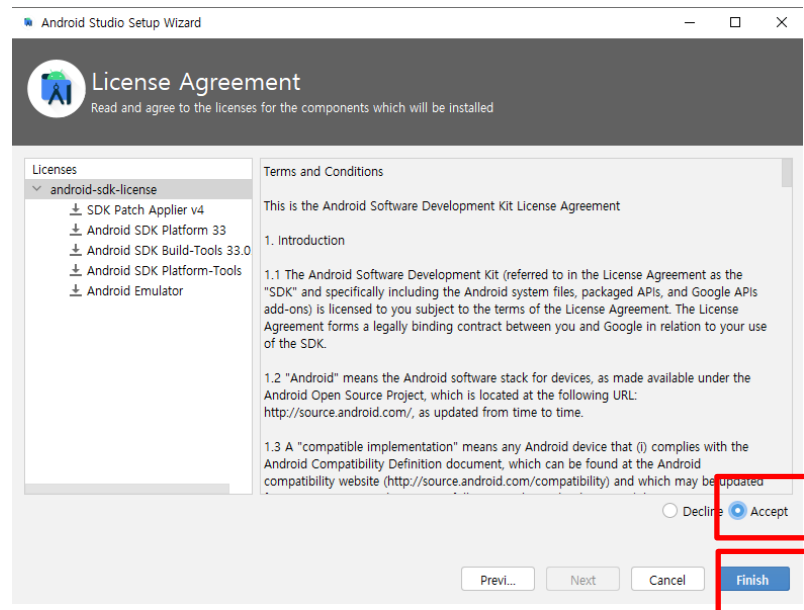 Android Studio Setup Wizard
License Agreement
Read and agree to the licenses for the components which will be installed
Licenses
android-sdk-license
SDK Patch Applier v4
Android SDK Platform 33
Android SDK Build-Tools 33.0
Android SDK Platform-Tools
Android Emulator
Terms and Conditions
This is the Android Software Development Kit License Agreement
1. Introduction
1.1 The Android Software Development Kit (referred to in the License Agreement as the
"SDK" and specifically including the Android system files, packaged APIs, and Google APIs
add-ons) is licensed to you subject to the terms of the License Agreement. The License
Agreement forms a legally binding contract between you and Google in relation to your use
of the SDK.
1.2 "Android" means the Android software stack for devices, as made available under the
Android Open Source Project, which is located at the following URL:
http://source.android.com/, as updated from time to time.
1.3 A "compatible implementation" means any Android device that (i) complies with the
Android Compatibility Definition document, which can be found at the Android
compatibility website (http://source.android.com/compatibility) and which may be updated
Decline Accept
Previ... Next Cancel Finish